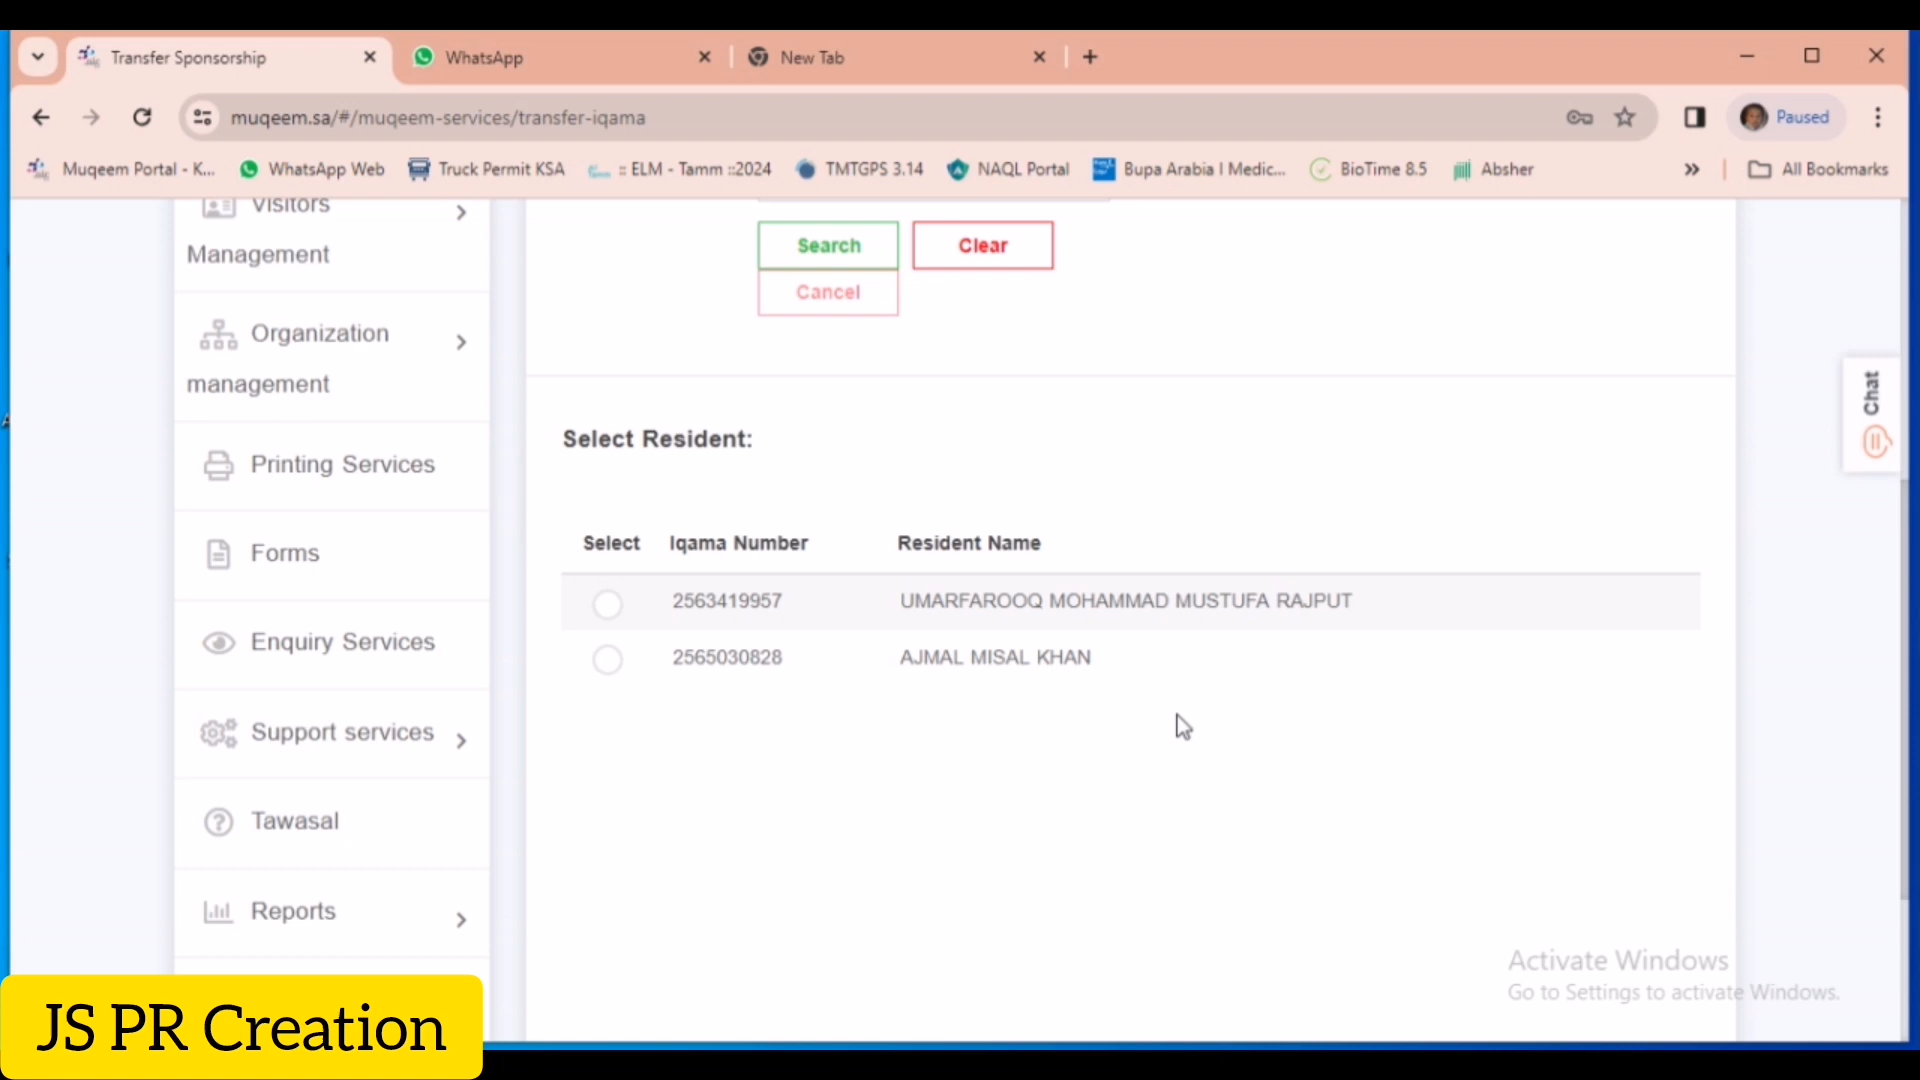 Transfer Sponsorship
WhatsApp
New Tab
muqeem.sa/#/muqeem-services/transfer-iqama
Paused
Muqeem Portal - K...
WhatsApp Web
Truck Permit KSA
:: ELM - Tamm ::2024
TMTGPS 3.14
NAQL Portal
Bupa Arabia I Medic...
BioTime 8.5
Absher
All Bookmarks
Visitors
Management
Organization
management
Printing Services
Forms
Enquiry Services
Support services
Tawasal
Reports
Search
Clear
Cancel
Select Resident:
Select Iqama Number Resident Name
2563419957 UMARFAROOQ MOHAMMAD MUSTUFA RAJPUT
2565030828 AJMAL MISAL KHAN
Chat
Activate Windows
Go to Settings to activate Windows.
JS PR Creation